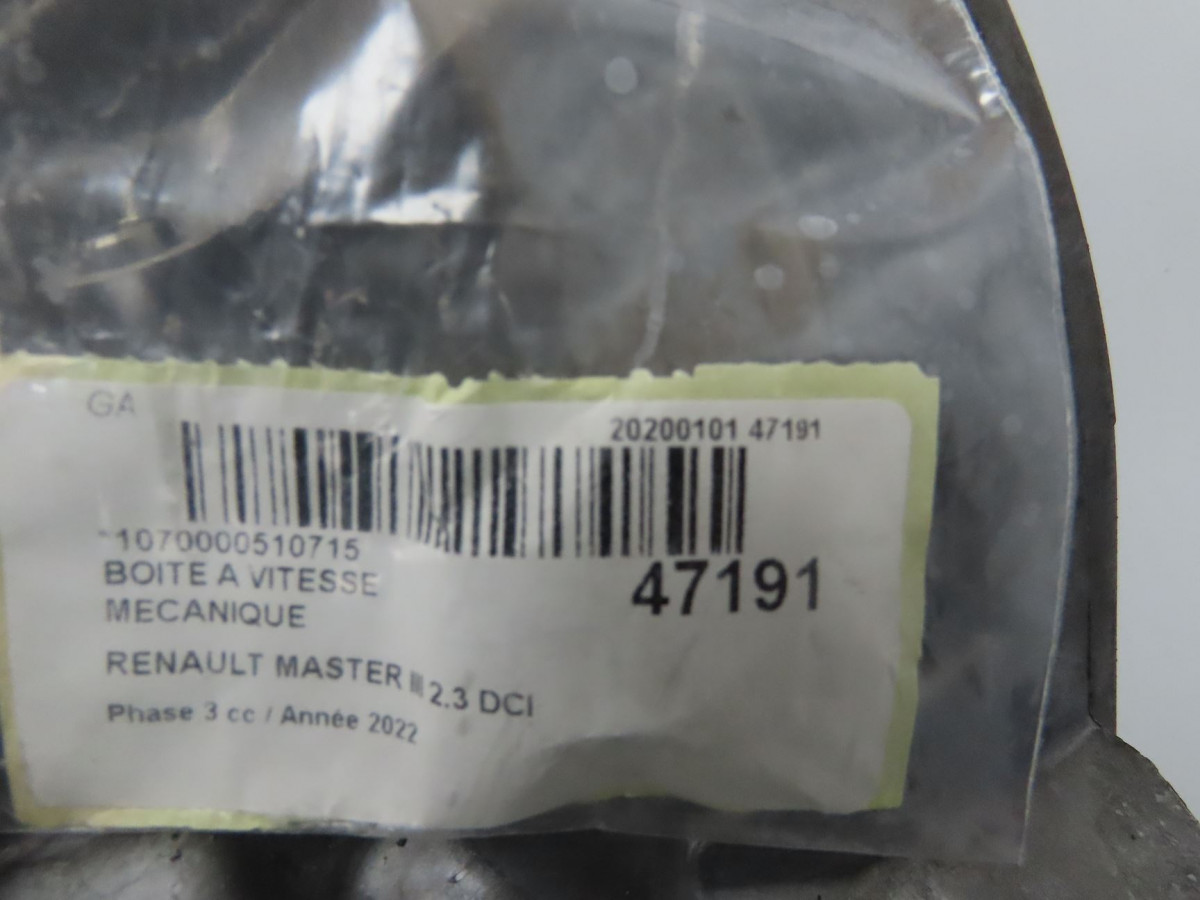 GA
20200101 47191
1070000510715
BOITE A VITESSE
MECANIQUE
47191
RENAULT MASTER III 2.3 DCI
Phase 3 cc / Année 2022